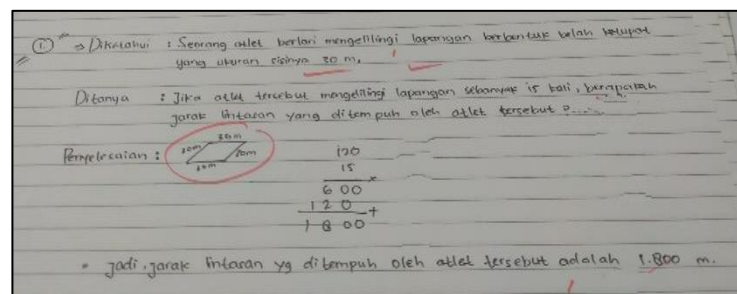 1. → Diketahui : Seorang atlet berlari mengelilingi lapangan berbentuk belah ketupat
yang ukuran sisinya 30 m,
Ditanya : Jika atlet tersebut mengelilingi lapangan sebanyak 15 kali, berapakah
jarak lintasan yang ditempuh oleh atlet tersebut ?....
Penyelesaian :
30m
30m 30m
30m
120
15
x
600
120 +
1800
• Jadi, jarak lintasan yg ditempuh oleh atlet tersebut adalah 1.800 m.